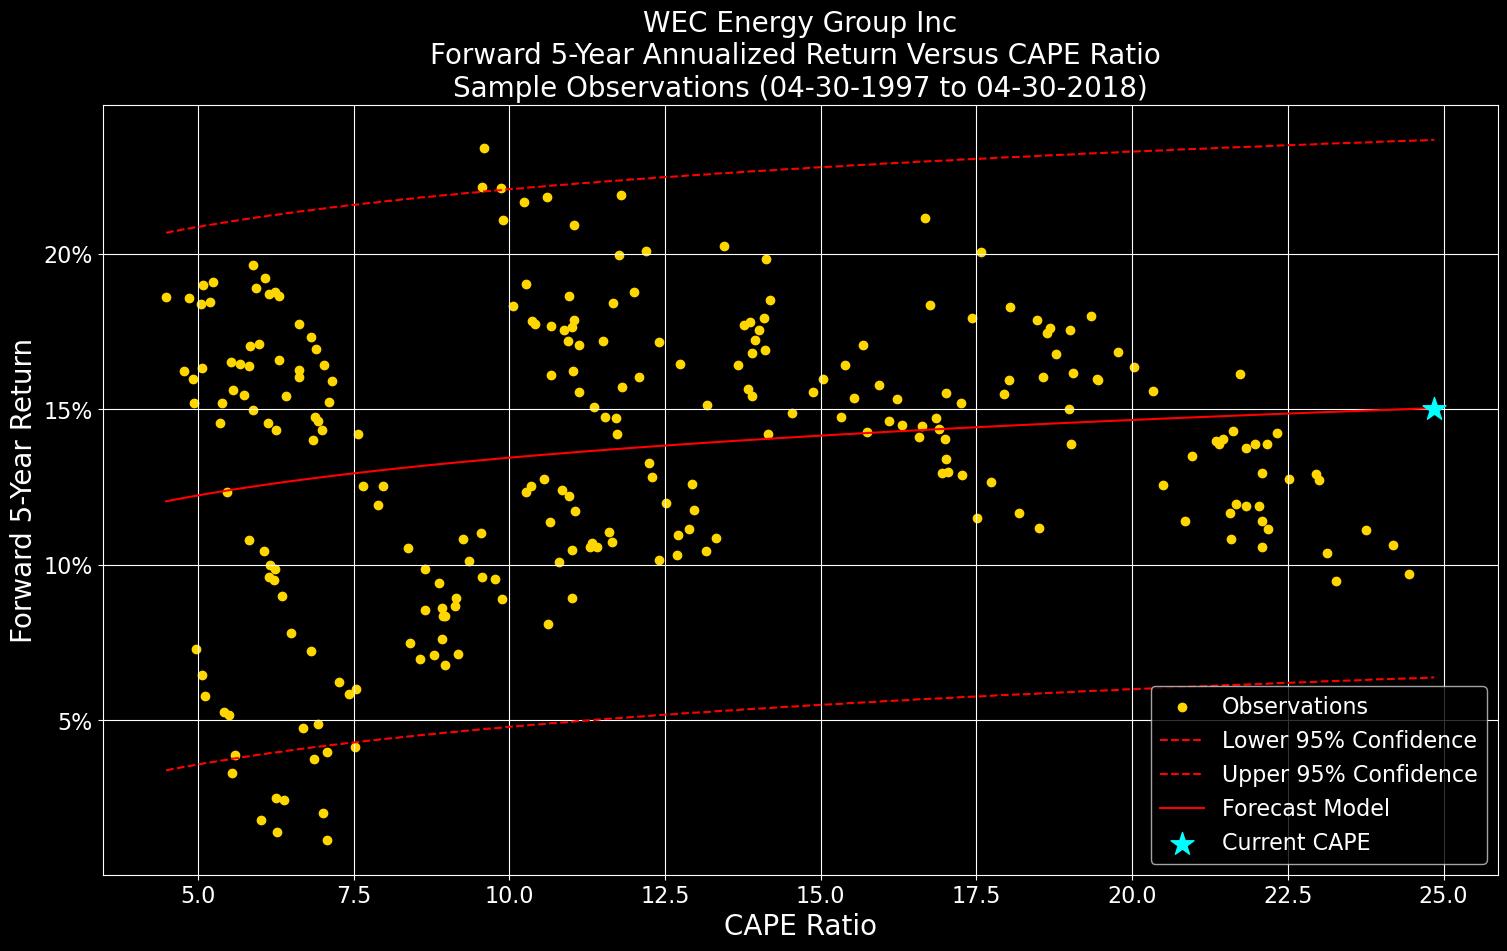 WEC Energy Group Inc
Forward 5-Year Annualized Return Versus CAPE Ratio
Sample Observations (04-30-1997 to 04-30-2018)
Forward 5-Year Return
20%
15%
10%
5%
5.0 7.5 10.0 12.5 15.0 17.5 20.0 22.5 25.0
CAPE Ratio
Observations
Lower 95% Confidence
Upper 95% Confidence
Forecast Model
Current CAPE